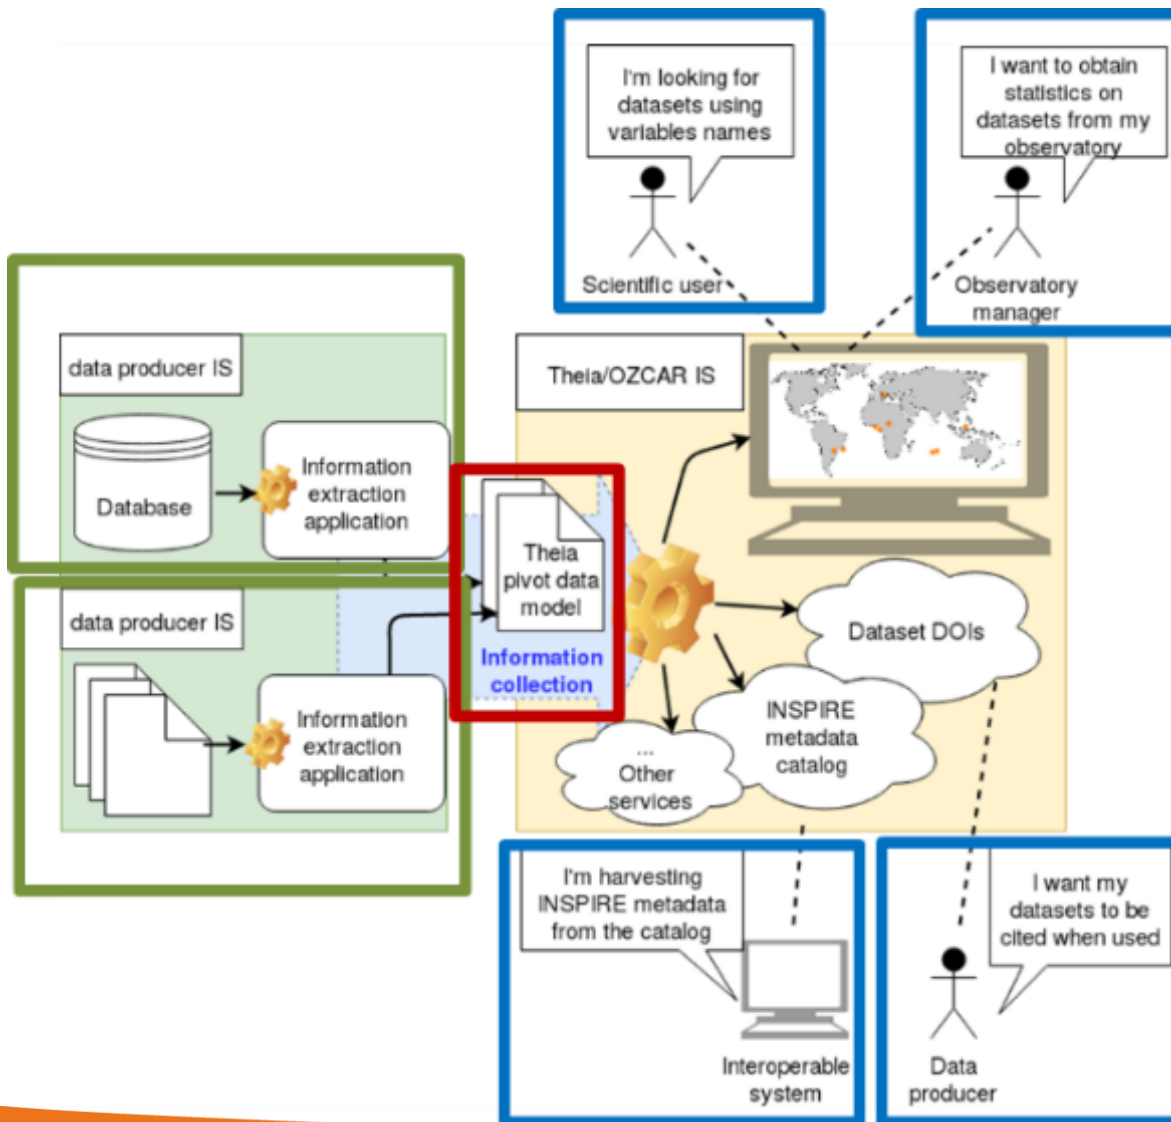 I'm looking for
datasets using
variables names
Scientific user
I want to obtain
statistics on
datasets from my
observatory
Observatory
manager
data producer IS
Database
Information
extraction
application
data producer IS
Information
extraction
application
Theia
pivot data
model
Information
collection
Theia/OZCAR IS
Dataset DOIs
INSPIRE
metadata
catalog
...
Other
services
I'm harvesting
INSPIRE metadata
from the catalog
Interoperable
system
I want my
datasets to be
cited when used
Data
producer